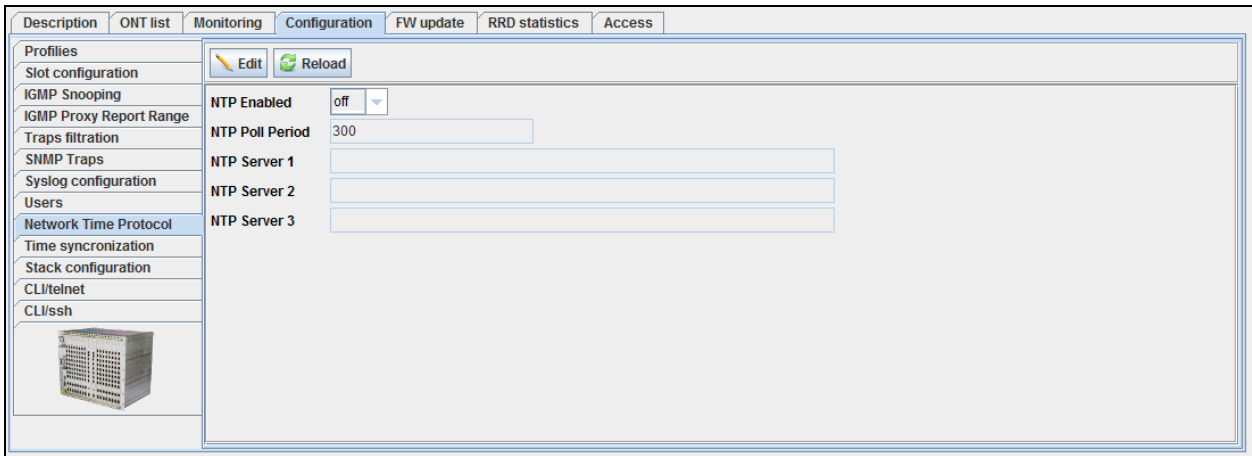 Description ONT list Monitoring Configuration FW update RRD statistics Access
Profilies
Slot configuration
IGMP Snooping
IGMP Proxy Report Range
Traps filtration
SNMP Traps
Syslog configuration
Users
Network Time Protocol
Time syncronization
Stack configuration
CLI/telnet
CLI/ssh
Edit Reload
NTP Enabled off
NTP Poll Period 300
NTP Server 1
NTP Server 2
NTP Server 3